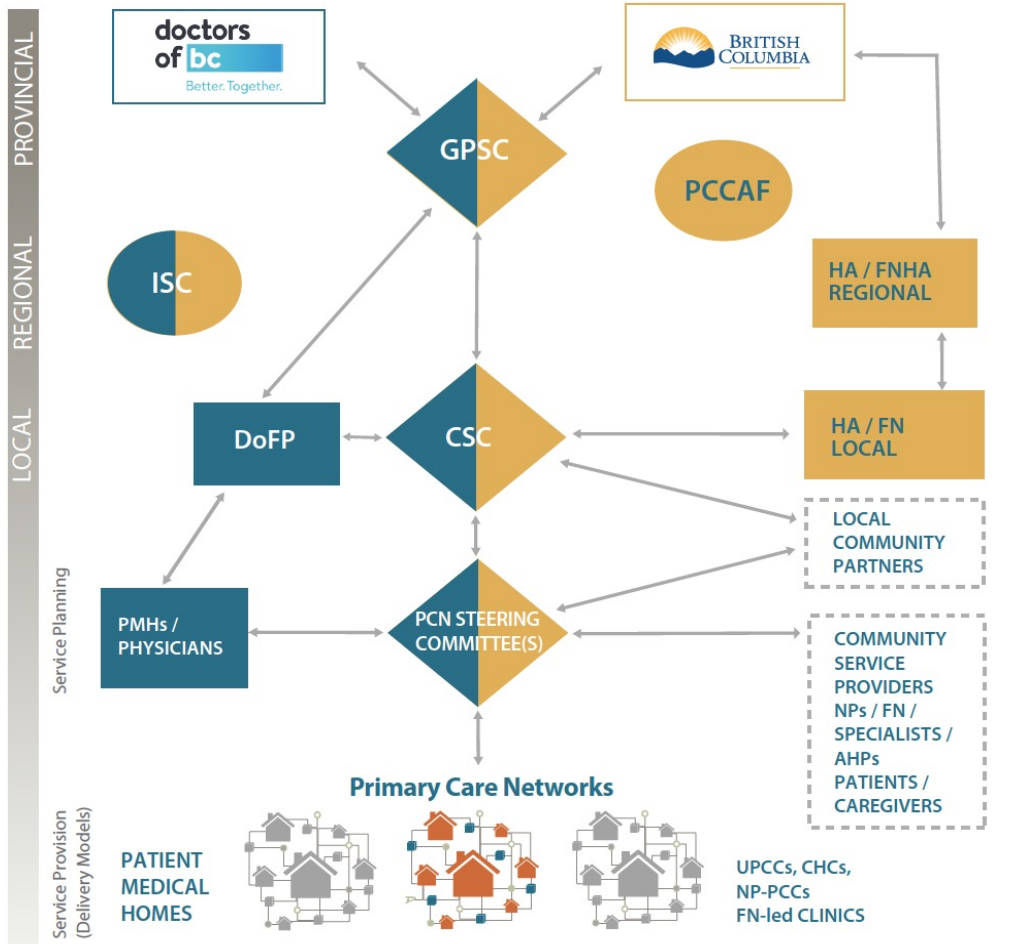 doctors
of bc
Better. Together.
BRITISH
COLUMBIA
PROVINCIAL
REGIONAL
LOCAL
GPSC
PCCAF
ISC
HA / FNHA
REGIONAL
DoFP
CSC
HA / FN
LOCAL
LOCAL
COMMUNITY
PARTNERS
Service Planning
PMHs /
PHYSICIANS
PCN STEERING
COMMITTEE(S)
COMMUNITY
SERVICE
PROVIDERS
NPs / FN /
SPECIALISTS /
AHPs
PATIENTS /
CAREGIVERS
Primary Care Networks
Service Provision
(Delivery Models)
PATIENT
MEDICAL
HOMES
UPCCs, CHCs,
NP-PCCs
FN-led CLINICS